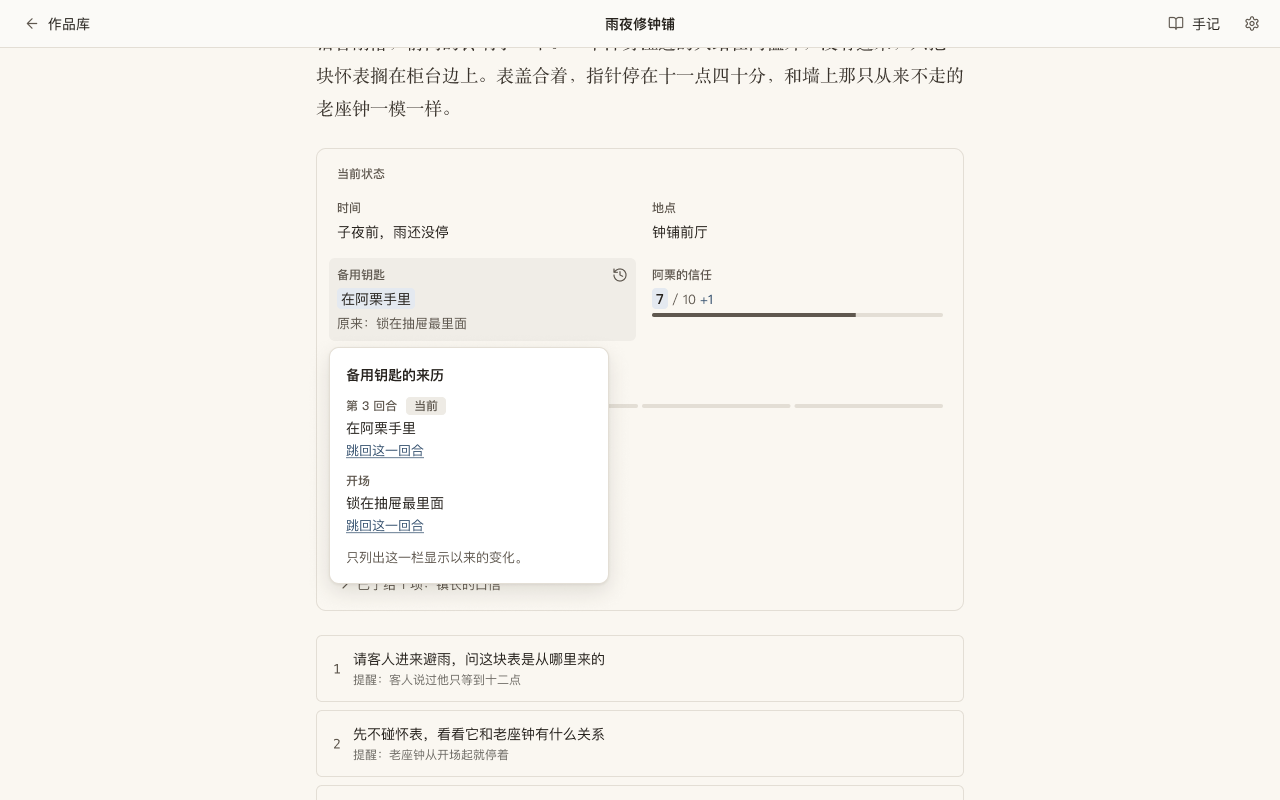 作品库
雨夜修钟铺
手记
块怀表搁在柜台边上。表盖合着，指针停在十一点四十分，和墙上那只从来不走的
老座钟一模一样。
当前状态
时间
子夜前，雨还没停
地点
钟铺前厅
备用钥匙
在阿栗手里
原来：锁在抽屉最里面
阿栗的信任
7 / 10 +1
备用钥匙的来历
第 3 回合 当前
在阿栗手里
跳回这一回合
开场
锁在抽屉最里面
跳回这一回合
只列出这一栏显示以来的变化。
1
请客人进来避雨，问这块表是从哪里来的
提醒：客人说过他只等到十二点
2
先不碰怀表，看看它和老座钟有什么关系
提醒：老座钟从开场起就停着